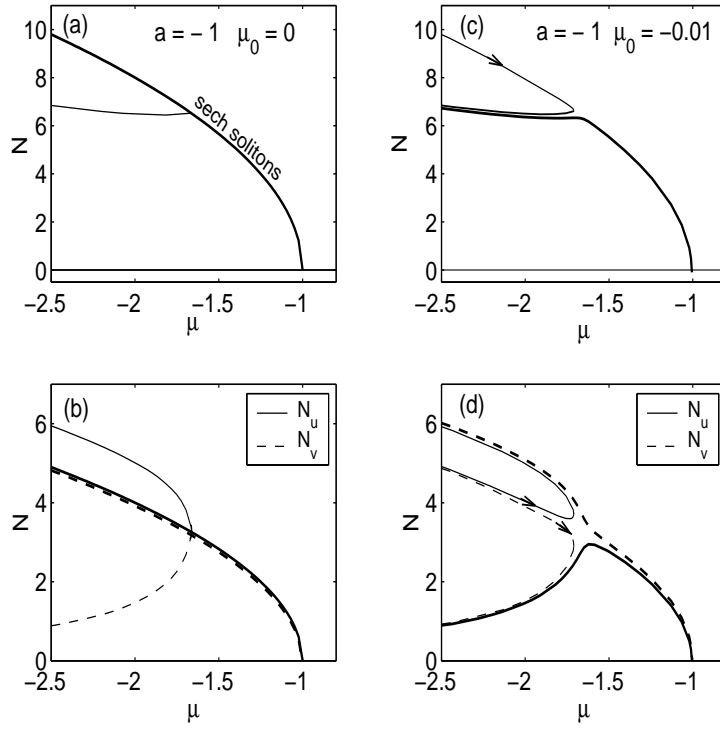 (a)
a = − 1 μ0 = 0
sech solitons
N
10
8
6
4
2
0
−2.5 −2 −1.5 −1
μ
(c)
a = − 1 μ0 = −0.01
N
10
8
6
4
2
0
−2.5 −2 −1.5 −1
μ
(b)
Nu
Nv
N
6
4
2
0
−2.5 −2 −1.5 −1
μ
(d)
Nu
Nv
N
6
4
2
0
−2.5 −2 −1.5 −1
μ